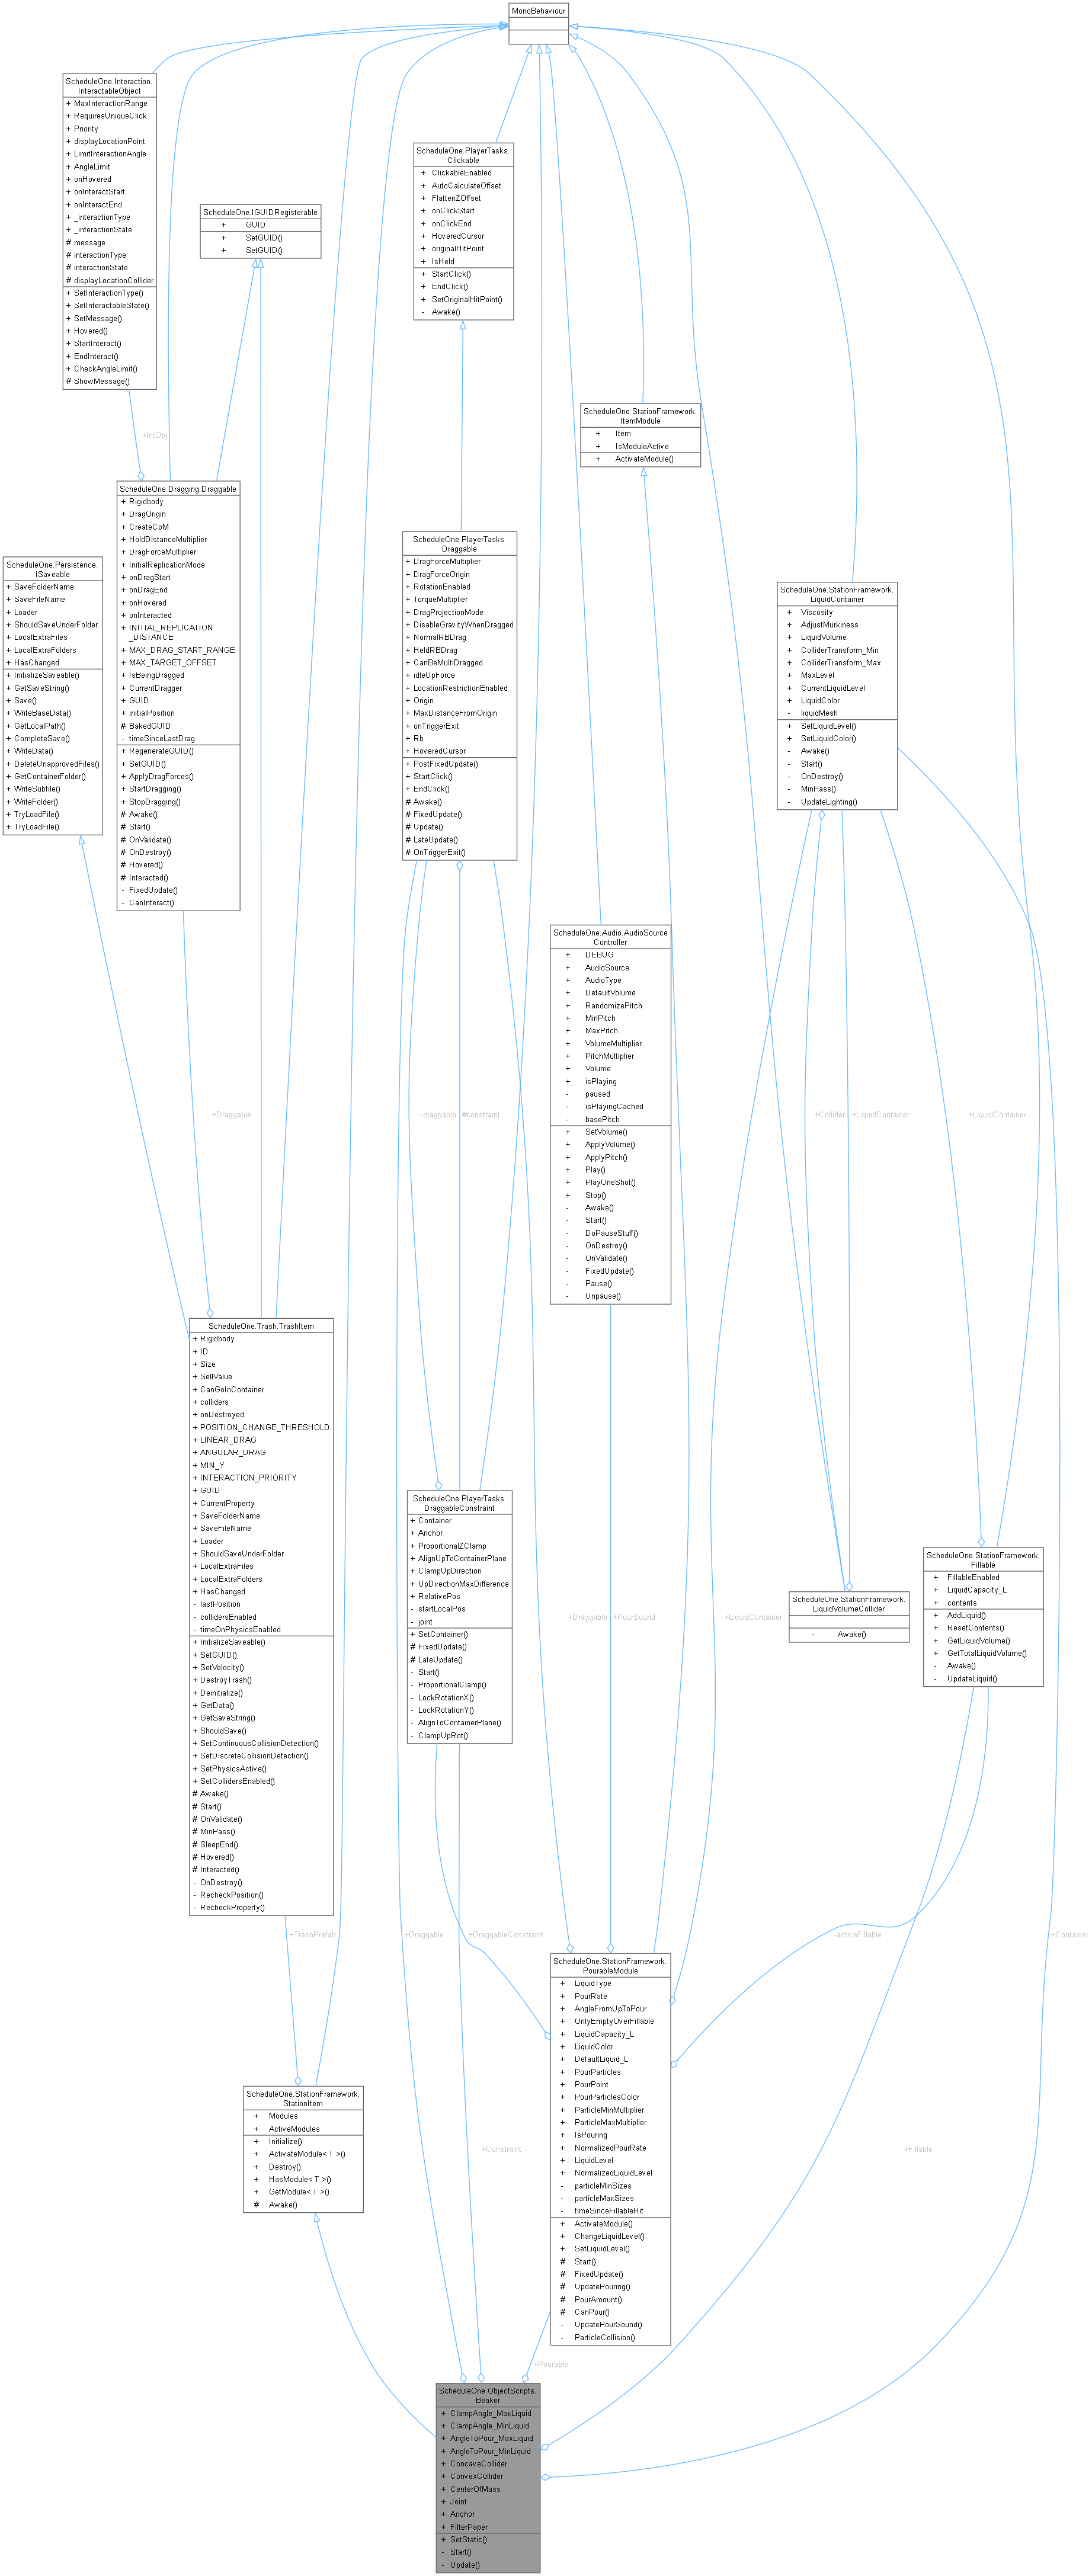 MonoBehaviour
ScheduleOne.Interaction.
InteractableObject
+ MaxInteractionRange
+ RequiresUniqueClick
+ Priority
+ displayLocationPoint
+ LimitInteractionAngle
+ AngleLimit
+ onHovered
+ onInteractStart
+ onInteractEnd
+ _interactionType
+ _interactionState
# message
# interactionType
# interactionState
# displayLocationCollider
+ SetInteractionType()
+ SetInteractableState()
+ SetMessage()
+ Hovered()
+ StartInteract()
+ EndInteract()
+ CheckAngleLimit()
# ShowMessage()
ScheduleOne.PlayerTasks.
Clickable
+ ClickableEnabled
+ AutoCalculateOffset
+ FlattenZOffset
+ onClickStart
+ onClickEnd
+ HoveredCursor
+ originalHitPoint
+ IsHeld
+ StartClick()
+ EndClick()
+ SetOriginalHitPoint()
- Awake()
ScheduleOne.IGUIDRegisterable
+ GUID
+ SetGUID()
+ SetGUID()
ScheduleOne.StationFramework.
ItemModule
+ Item
+ IsModuleActive
+ ActivateModule()
+IntObj
ScheduleOne.Dragging.Draggable
+ Rigidbody
+ DragOrigin
+ CreateCoM
+ HoldDistanceMultiplier
+ DragForceMultiplier
+ InitialReplicationMode
+ onDragStart
+ onDragEnd
+ onHovered
+ onInteracted
+ INITIAL_REPLICATION
_DISTANCE
+ MAX_DRAG_START_RANGE
+ MAX_TARGET_OFFSET
+ IsBeingDragged
+ CurrentDragger
+ GUID
+ initialPosition
# BakedGUID
- timeSinceLastDrag
+ RegenerateGUID()
+ SetGUID()
+ ApplyDragForces()
+ StartDragging()
+ StopDragging()
# Awake()
# Start()
# OnValidate()
# OnDestroy()
# Hovered()
# Interacted()
- FixedUpdate()
- CanInteract()
ScheduleOne.PlayerTasks.
Draggable
+ DragForceMultiplier
+ DragForceOrigin
+ RotationEnabled
+ TorqueMultiplier
+ DragProjectionMode
+ DisableGravityWhenDragged
+ NormalRBDrag
+ HeldRBDrag
+ CanBeMultiDragged
+ idleUpForce
+ LocationRestrictionEnabled
+ Origin
+ MaxDistanceFromOrigin
+ onTriggerExit
+ Rb
+ HoveredCursor
+ PostFixedUpdate()
+ StartClick()
+ EndClick()
# Awake()
# FixedUpdate()
# Update()
# LateUpdate()
# OnTriggerExit()
ScheduleOne.Persistence.
ISaveable
+ SaveFolderName
+ SaveFileName
+ Loader
+ ShouldSaveUnderFolder
+ LocalExtraFiles
+ LocalExtraFolders
+ HasChanged
+ InitializeSaveable()
+ GetSaveString()
+ Save()
+ WriteBaseData()
+ GetLocalPath()
+ CompleteSave()
+ WriteData()
+ DeleteUnapprovedFiles()
+ GetContainerFolder()
+ WriteSubfile()
+ WriteFolder()
+ TryLoadFile()
+ TryLoadFile()
ScheduleOne.StationFramework.
LiquidContainer
+ Viscosity
+ AdjustMurkiness
+ LiquidVolume
+ ColliderTransform_Min
+ ColliderTransform_Max
+ MaxLevel
+ CurrentLiquidLevel
+ LiquidColor
- liquidMesh
+ SetLiquidLevel()
+ SetLiquidColor()
- Awake()
- Start()
- OnDestroy()
- MinPass()
- UpdateLighting()
ScheduleOne.Audio.AudioSource
Controller
+ DEBUG
+ AudioSource
+ AudioType
+ DefaultVolume
+ RandomizePitch
+ MinPitch
+ MaxPitch
+ VolumeMultiplier
+ PitchMultiplier
+ Volume
+ isPlaying
- paused
- isPlayingCached
- basePitch
+ SetVolume()
+ ApplyVolume()
+ ApplyPitch()
+ Play()
+ PlayOneShot()
+ Stop()
- Awake()
- Start()
- DoPauseStuff()
- OnDestroy()
- OnValidate()
- FixedUpdate()
- Pause()
- Unpause()
+Draggable
-draggable
#constraint
+Collider
+LiquidContainer
+LiquidContainer
ScheduleOne.Trash.TrashItem
+ Rigidbody
+ ID
+ Size
+ SellValue
+ CanGoInContainer
+ colliders
+ onDestroyed
+ POSITION_CHANGE_THRESHOLD
+ LINEAR_DRAG
+ ANGULAR_DRAG
+ MIN_Y
+ INTERACTION_PRIORITY
+ GUID
+ CurrentProperty
+ SaveFolderName
+ SaveFileName
+ Loader
+ ShouldSaveUnderFolder
+ LocalExtraFiles
+ LocalExtraFolders
+ HasChanged
- lastPosition
- collidersEnabled
- timeOnPhysicsEnabled
+ InitializeSaveable()
+ SetGUID()
+ SetVelocity()
+ DestroyTrash()
+ Deinitialize()
+ GetData()
+ GetSaveString()
+ ShouldSave()
+ SetContinuousCollisionDetection()
+ SetDiscreteCollisionDetection()
+ SetPhysicsActive()
+ SetCollidersEnabled()
# Awake()
# Start()
# OnValidate()
# MinPass()
# SleepEnd()
# Hovered()
# Interacted()
- OnDestroy()
- RecheckPosition()
- RecheckProperty()
ScheduleOne.PlayerTasks.
DraggableConstraint
+ Container
+ Anchor
+ ProportionalZClamp
+ AlignUpToContainerPlane
+ ClampUpDirection
+ UpDirectionMaxDifference
+ RelativePos
- startLocalPos
- joint
+ SetContainer()
# FixedUpdate()
# LateUpdate()
- Start()
- ProportionalClamp()
- LockRotationX()
- LockRotationY()
- AlignToContainerPlane()
- ClampUpRot()
ScheduleOne.StationFramework.
LiquidVolumeCollider
- Awake()
ScheduleOne.StationFramework.
Fillable
+ FillableEnabled
+ LiquidCapacity_L
+ contents
+ AddLiquid()
+ ResetContents()
+ GetLiquidVolume()
+ GetTotalLiquidVolume()
- Awake()
- UpdateLiquid()
+Draggable
+PourSound
+LiquidContainer
+TrashPrefab
+Draggable
+DraggableConstraint
-activeFillable
+Container
ScheduleOne.StationFramework.
PourableModule
+ LiquidType
+ PourRate
+ AngleFromUpToPour
+ OnlyEmptyOverFillable
+ LiquidCapacity_L
+ LiquidColor
+ DefaultLiquid_L
+ PourParticles
+ PourPoint
+ PourParticlesColor
+ ParticleMinMultiplier
+ ParticleMaxMultiplier
+ IsPouring
+ NormalizedPourRate
+ LiquidLevel
+ NormalizedLiquidLevel
- particleMinSizes
- particleMaxSizes
- timeSinceFillableHit
+ ActivateModule()
+ ChangeLiquidLevel()
+ SetLiquidLevel()
# Start()
# FixedUpdate()
# UpdatePouring()
# PourAmount()
# CanPour()
- UpdatePourSound()
- ParticleCollision()
ScheduleOne.StationFramework.
StationItem
+ Modules
+ ActiveModules
+ Initialize()
+ ActivateModule< T >()
+ Destroy()
+ HasModule< T >()
+ GetModule< T >()
# Awake()
+Constraint
+Fillable
+Pourable
ScheduleOne.ObjectScripts.
Beaker
+ ClampAngle_MaxLiquid
+ ClampAngle_MinLiquid
+ AngleToPour_MaxLiquid
+ AngleToPour_MinLiquid
+ ConcaveCollider
+ ConvexCollider
+ CenterOfMass
+ Joint
+ Anchor
+ FilterPaper
+ SetStatic()
- Start()
- Update()